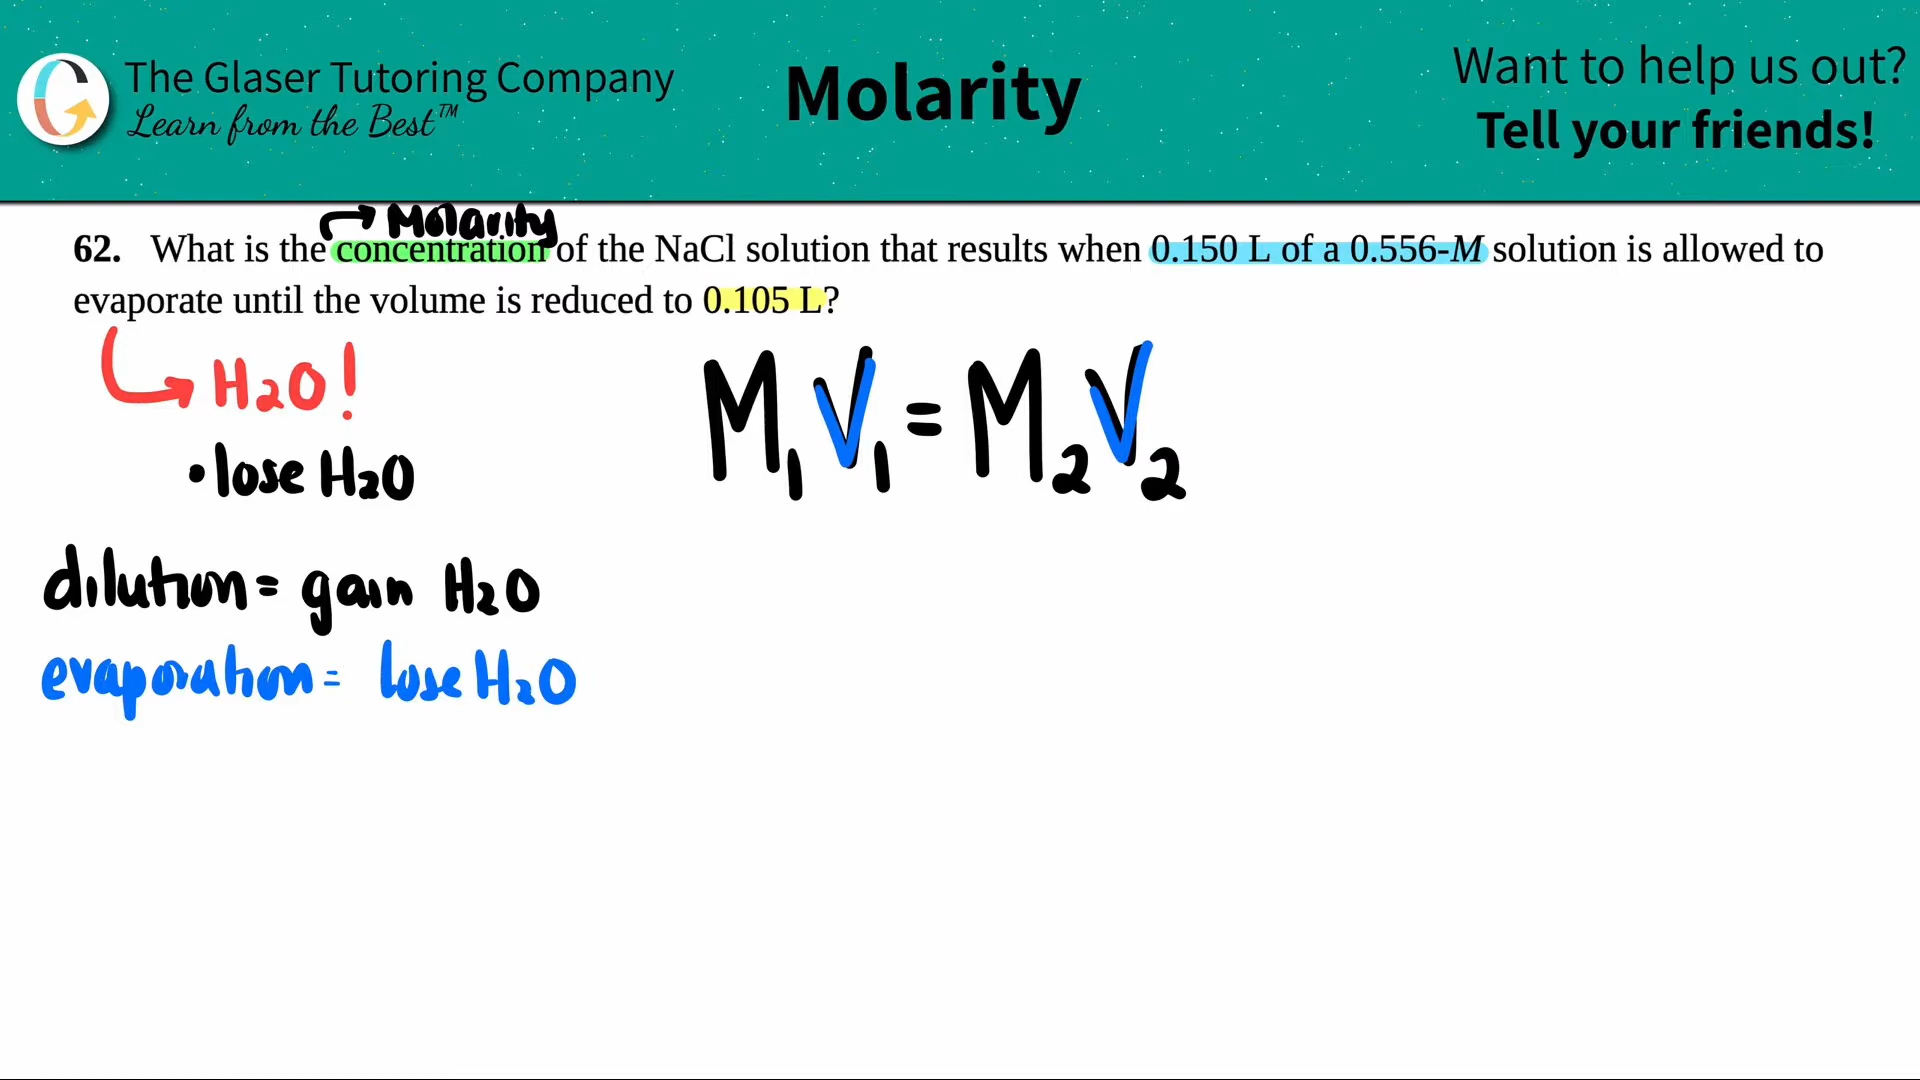 The Glaser Tutoring Company
Learn from the Best™
Molarity
Want to help us out?
Tell your friends!
Molarity
62. What is the concentration of the NaCl solution that results when 0.150 L of a 0.556-M solution is allowed to
evaporate until the volume is reduced to 0.105 L?
H₂O!
• lose H₂O
M₁V₁ = M₂V₂
dilution = gain H₂O
evaporation = lose H₂O